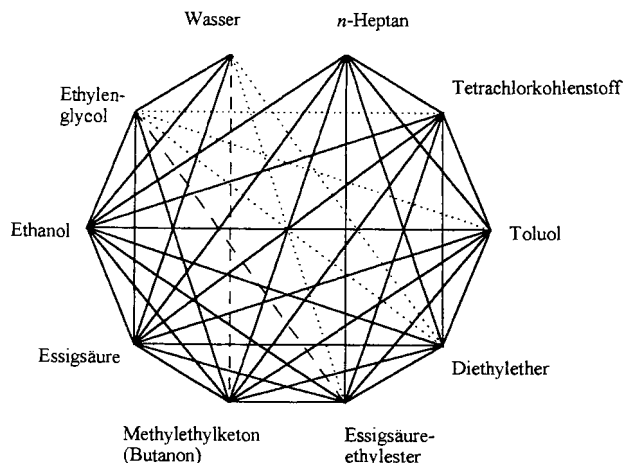 Wasser
n-Heptan
Ethylen-
glycol
Tetrachlorkohlenstoff
Ethanol
Toluol
Essigsäure
Diethylether
Methylethylketon
(Butanon)
Essigsäure-
ethylester